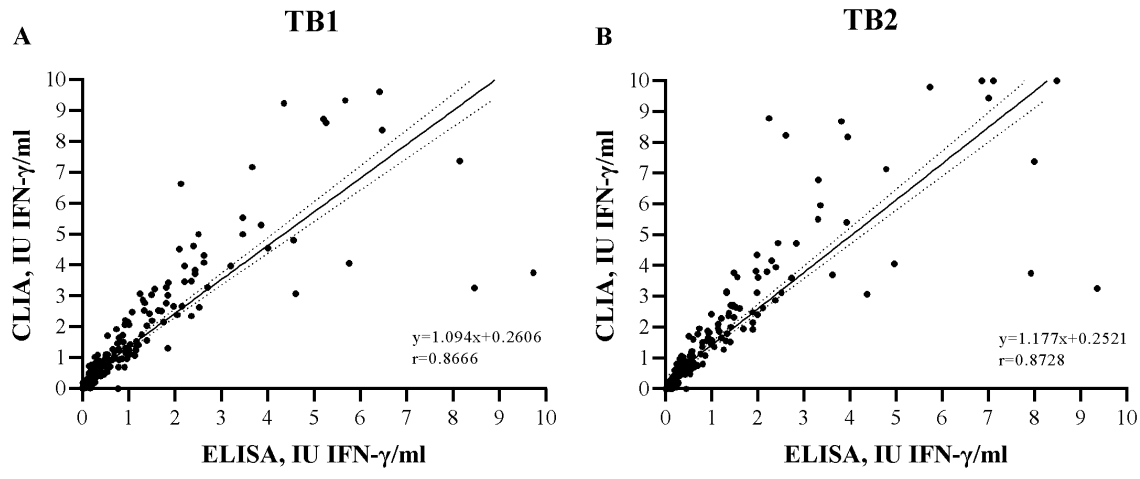 TB1
A
10
9
8
7
6
5
4
3
2
1
0
CLIA, IU IFN-γ/ml
y=1.094x+0.2606
r=0.8666
0 1 2 3 4 5 6 7 8 9 10
ELISA, IU IFN-γ/ml
TB2
B
10
9
8
7
6
5
4
3
2
1
0
CLIA, IU IFN-γ/ml
y=1.177x+0.2521
r=0.8728
0 1 2 3 4 5 6 7 8 9 10
ELISA, IU IFN-γ/ml